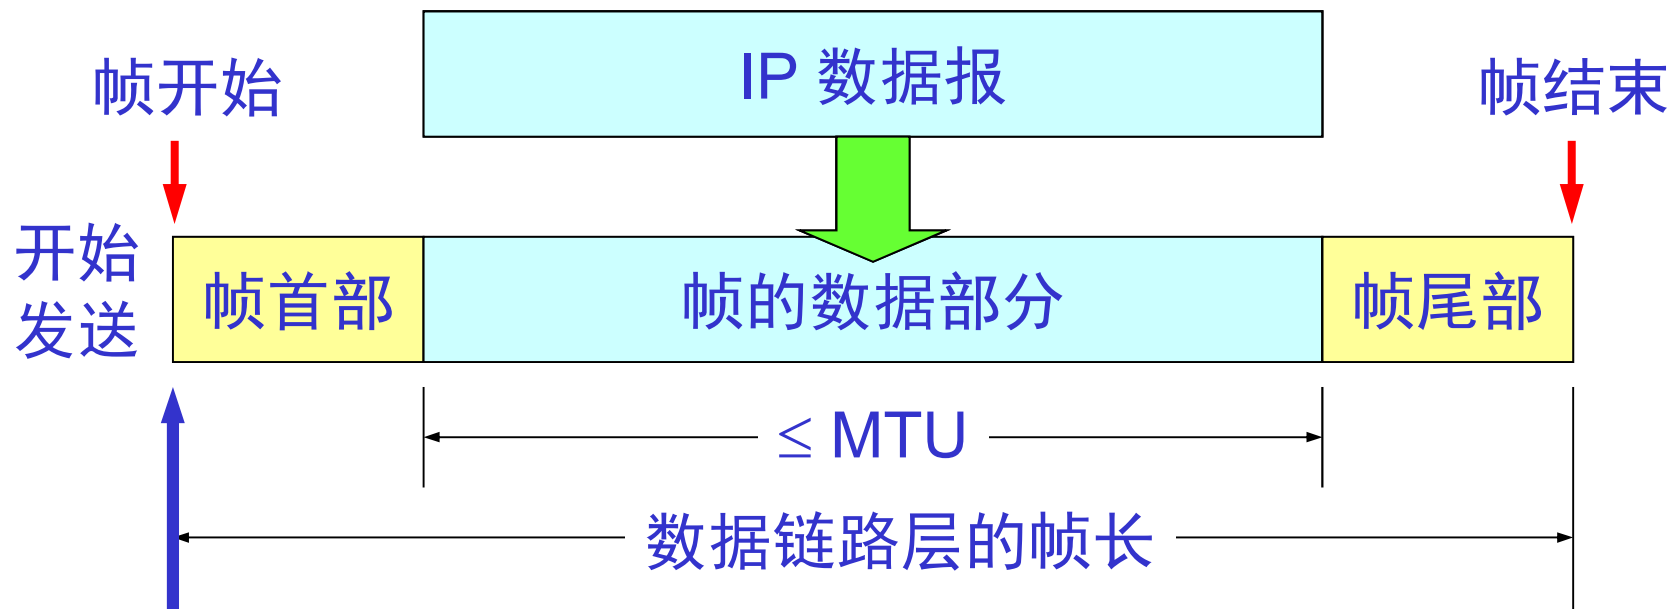 IP 数据报
帧开始
帧结束
开始
发送
帧首部
帧的数据部分
帧尾部
≤ MTU
数据链路层的帧长